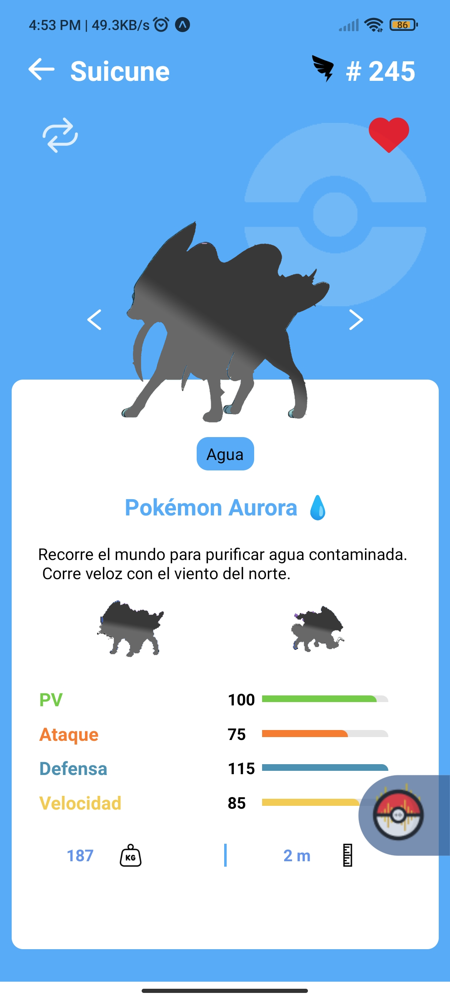 4:53 PM | 49.3KB/s
86
Suicune
# 245
Agua
Pokémon Aurora
Recorre el mundo para purificar agua contaminada.
Corre veloz con el viento del norte.
PV 100
Ataque 75
Defensa 115
Velocidad 85
187 KG 2 m